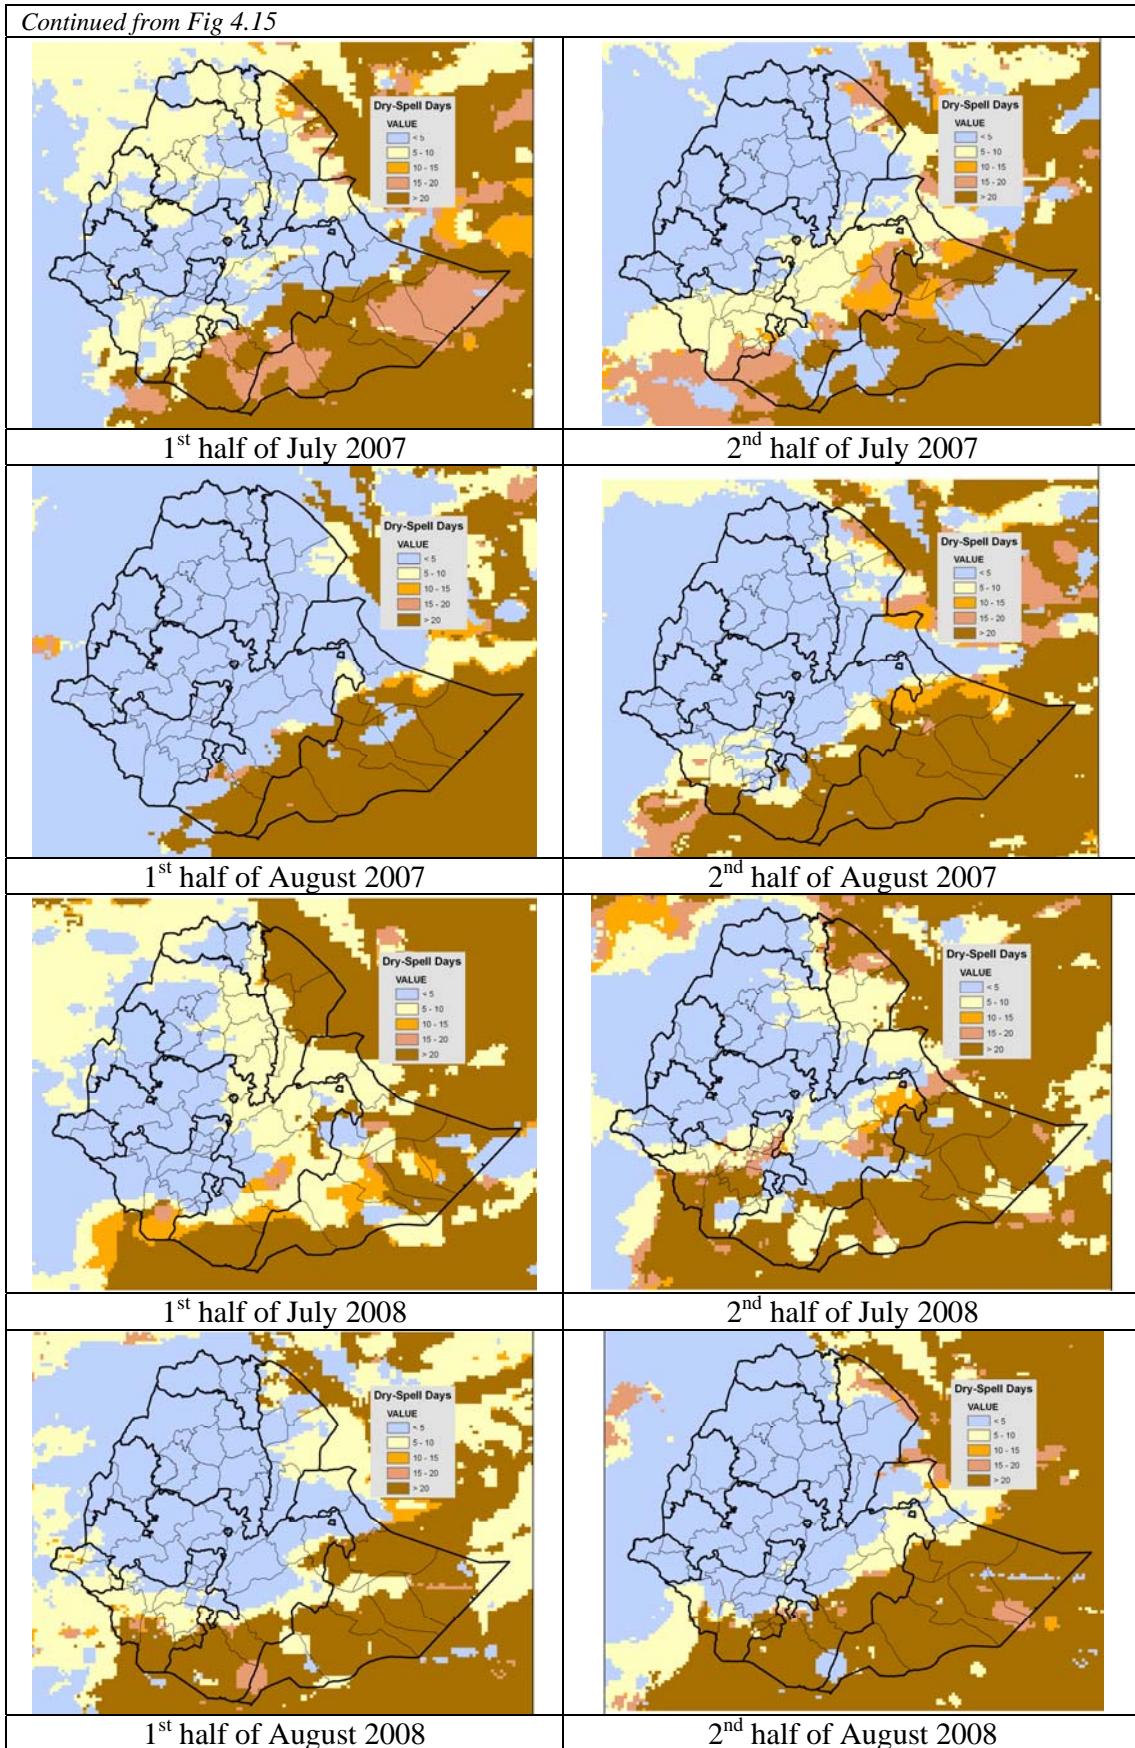 Continued from Fig 4.15
Dry-Spell Days
VALUE
< 5
5 - 10
10 - 15
15 - 20
> 20
Dry-Spell Days
VALUE
< 5
5 - 10
10 - 15
15 - 20
> 20
1st half of July 2007
2nd half of July 2007
Dry-Spell Days
VALUE
< 5
5 - 10
10 - 15
15 - 20
> 20
Dry-Spell Days
VALUE
< 5
5 - 10
10 - 15
15 - 20
> 20
1st half of August 2007
2nd half of August 2007
Dry-Spell Days
VALUE
< 5
5 - 10
10 - 15
15 - 20
> 20
Dry-Spell Days
VALUE
< 5
5 - 10
10 - 15
15 - 20
> 20
1st half of July 2008
2nd half of July 2008
Dry-Spell Days
VALUE
< 5
5 - 10
10 - 15
15 - 20
> 20
Dry-Spell Days
VALUE
< 5
5 - 10
10 - 15
15 - 20
> 20
1st half of August 2008
2nd half of August 2008